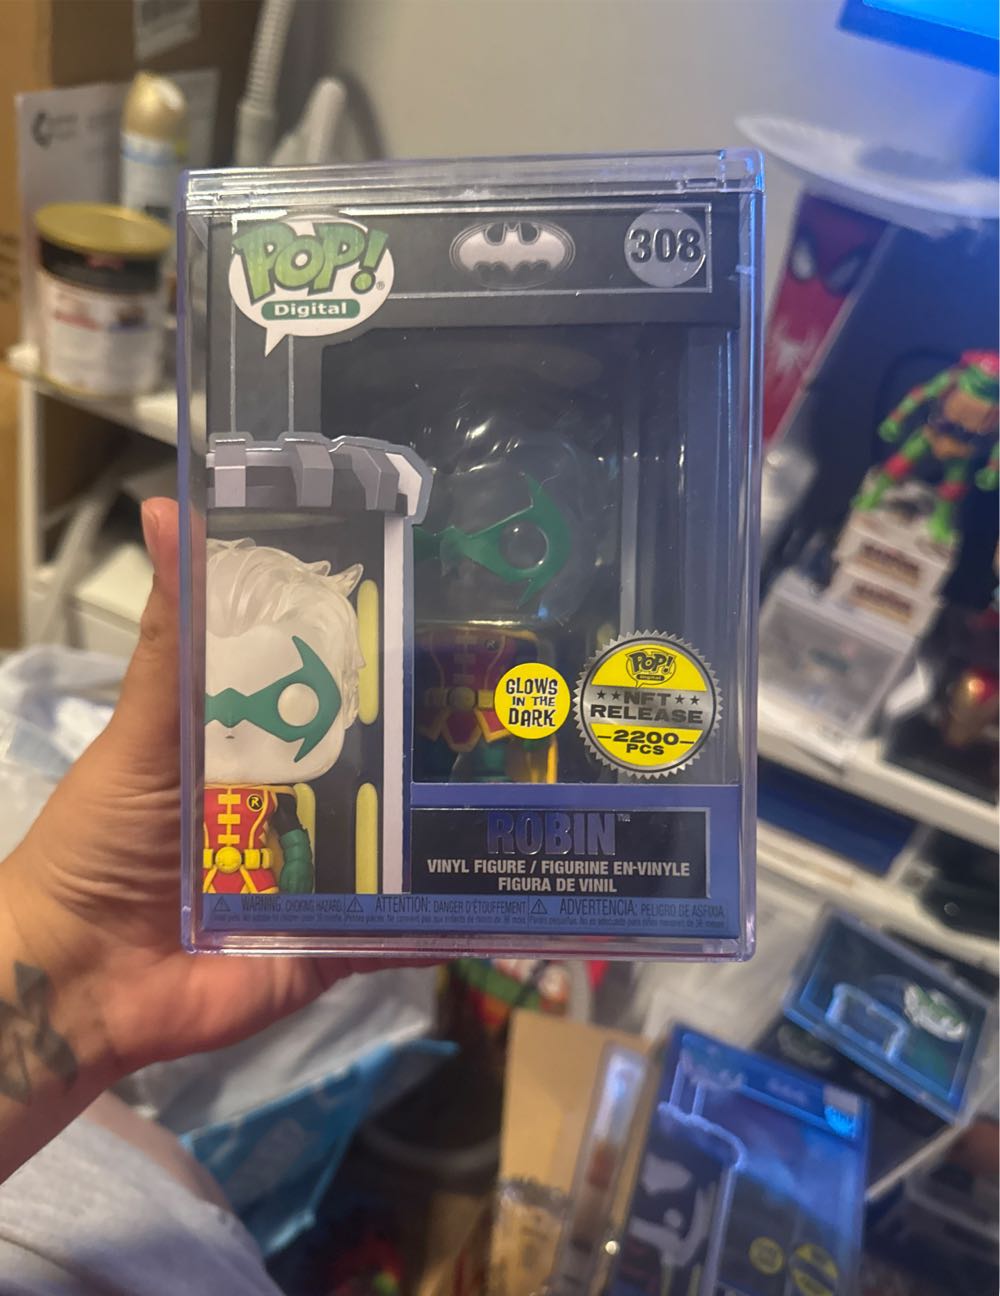 POP!
Digital
308
GLOWS
IN THE
DARK
POP!
Digital
NFT
RELEASE
2200
PCS
R
R
ROBIN™
VINYL FIGURE / FIGURINE EN VINYLE
FIGURA DE VINIL
WARNING: CHOKING HAZARD ATTENTION: DANGER D'ÉTOUFFEMENT ADVERTENCIA: PELIGRO DE ASFIXIA